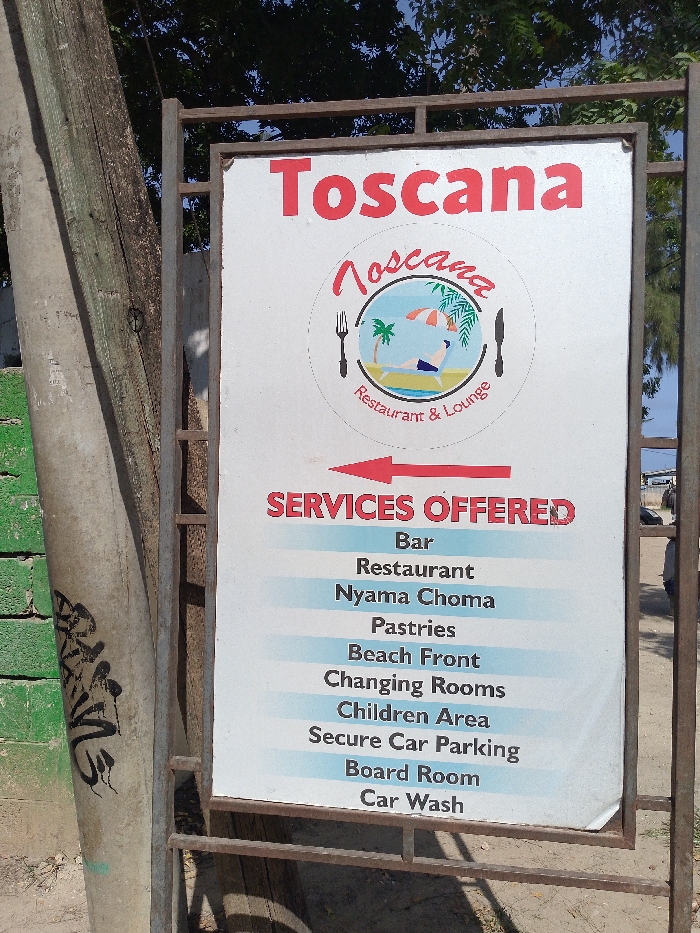 Toscana
Toscana
Restaurant & Lounge
SERVICES OFFERED
Bar
Restaurant
Nyama Choma
Pastries
Beach Front
Changing Rooms
Children Area
Secure Car Parking
Board Room
Car Wash